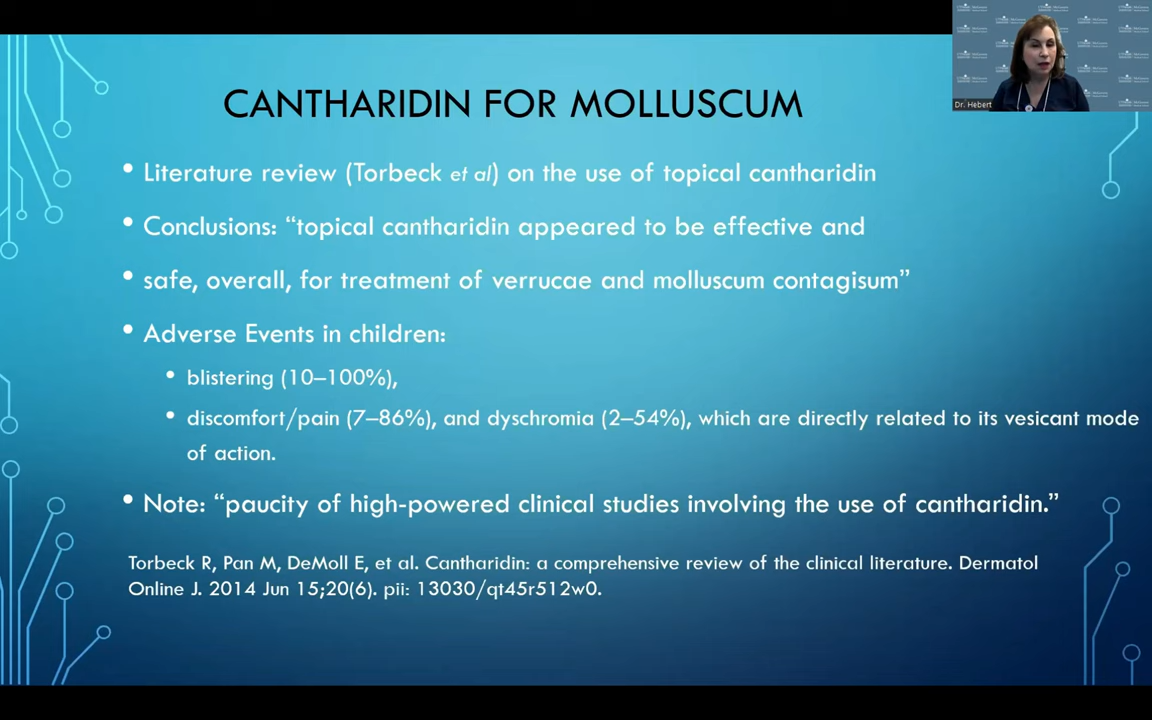 Dr. Hebert
CANTHARIDIN FOR MOLLUSCUM
• Literature review (Torbeck et al) on the use of topical cantharidin
• Conclusions: “topical cantharidin appeared to be effective and
• safe, overall, for treatment of verrucae and molluscum contagisum”
• Adverse Events in children:
• blistering (10–100%),
• discomfort/pain (7–86%), and dyschromia (2–54%), which are directly related to its vesicant mode
of action.
• Note: “paucity of high-powered clinical studies involving the use of cantharidin.”
Torbeck R, Pan M, DeMoll E, et al. Cantharidin: a comprehensive review of the clinical literature. Dermatol
Online J. 2014 Jun 15;20(6). pii: 13030/qt45r512w0.